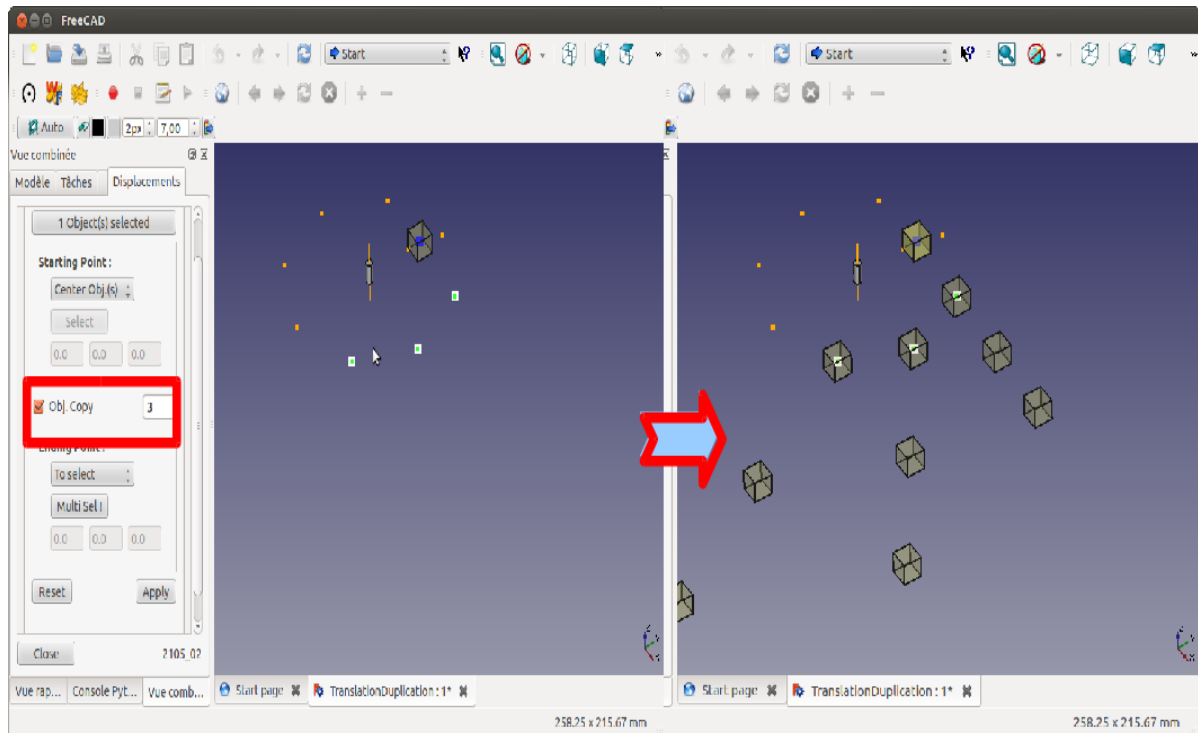 FreeCAD
Start
Start
Auto
2px
7,00
Vue combinée
Modèle Tâches Displacements
1 Object(s) selected
Starting Point :
Center Obj.(s)
Select
0.0 0.0 0.0
Obj. Copy 3
Ending Point :
To select
Multi Sel !
0.0 0.0 0.0
Reset Apply
Close 2105_02
Vue rap... Console Pyt... Vue comb...
Start page TranslationDuplication : 1*
Start page TranslationDuplication : 1*
258.25 x 215.67 mm
258.25 x 215.67 mm